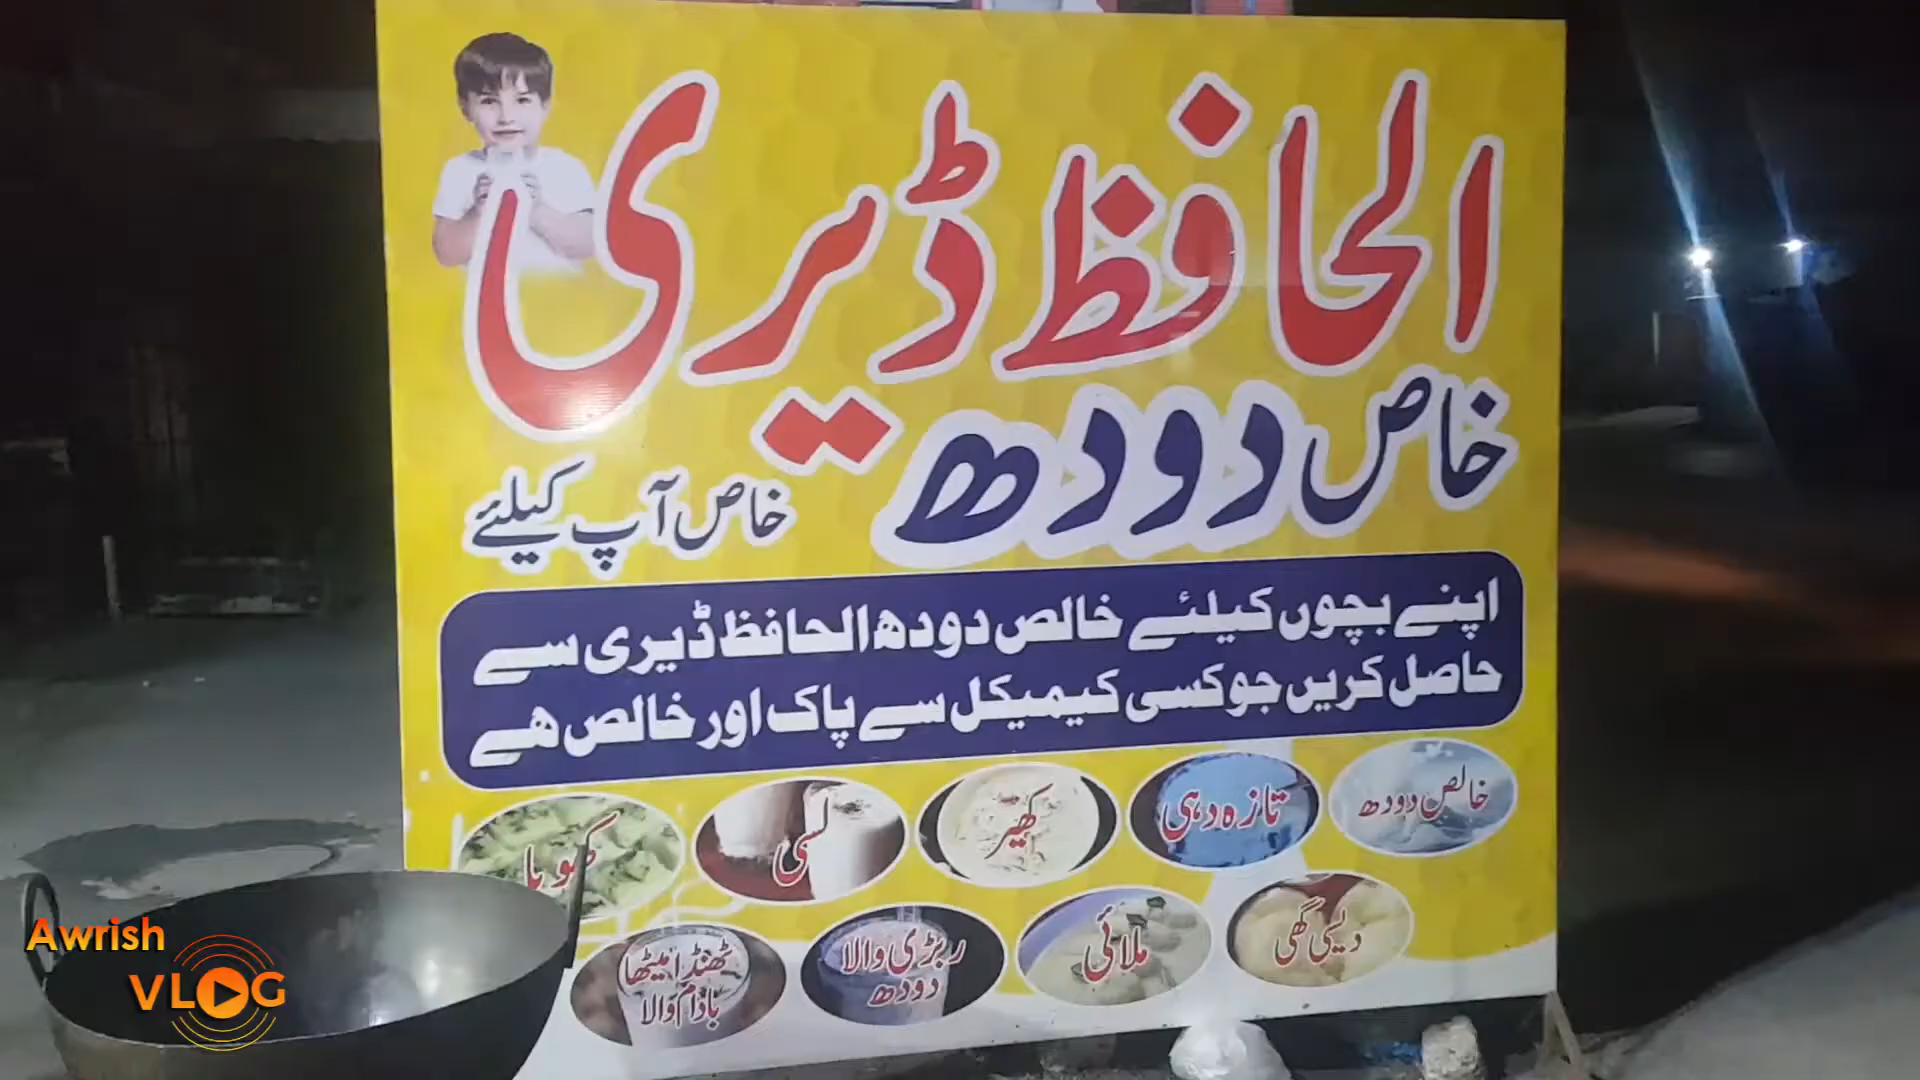 الحافظ ڈیری
خاص دودھ
خاص آپ کیلئے
اپنے بچوں کیلئے خالص دودھ الحافظ ڈیری سے
حاصل کریں جو کسی کیمیکل سے پاک اور خالص ھے
خالص دودھ
تازہ دہی
کھیر
لسی
کھویا
دیسی گھی
ملائی
ربڑی والا
دودھ
ٹھنڈا میٹھا
بادام والا
Awrish
VLOG